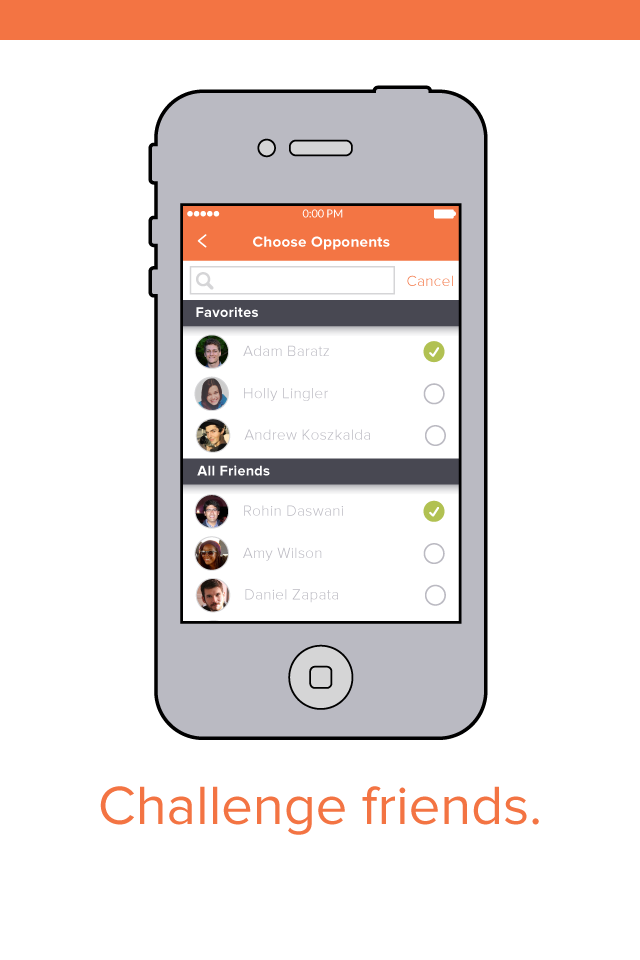 0:00 PM
Choose Opponents
Cancel
Favorites
Adam Baratz
Holly Lingler
Andrew Koszkalda
All Friends
Rohin Daswani
Amy Wilson
Daniel Zapata
Challenge friends.